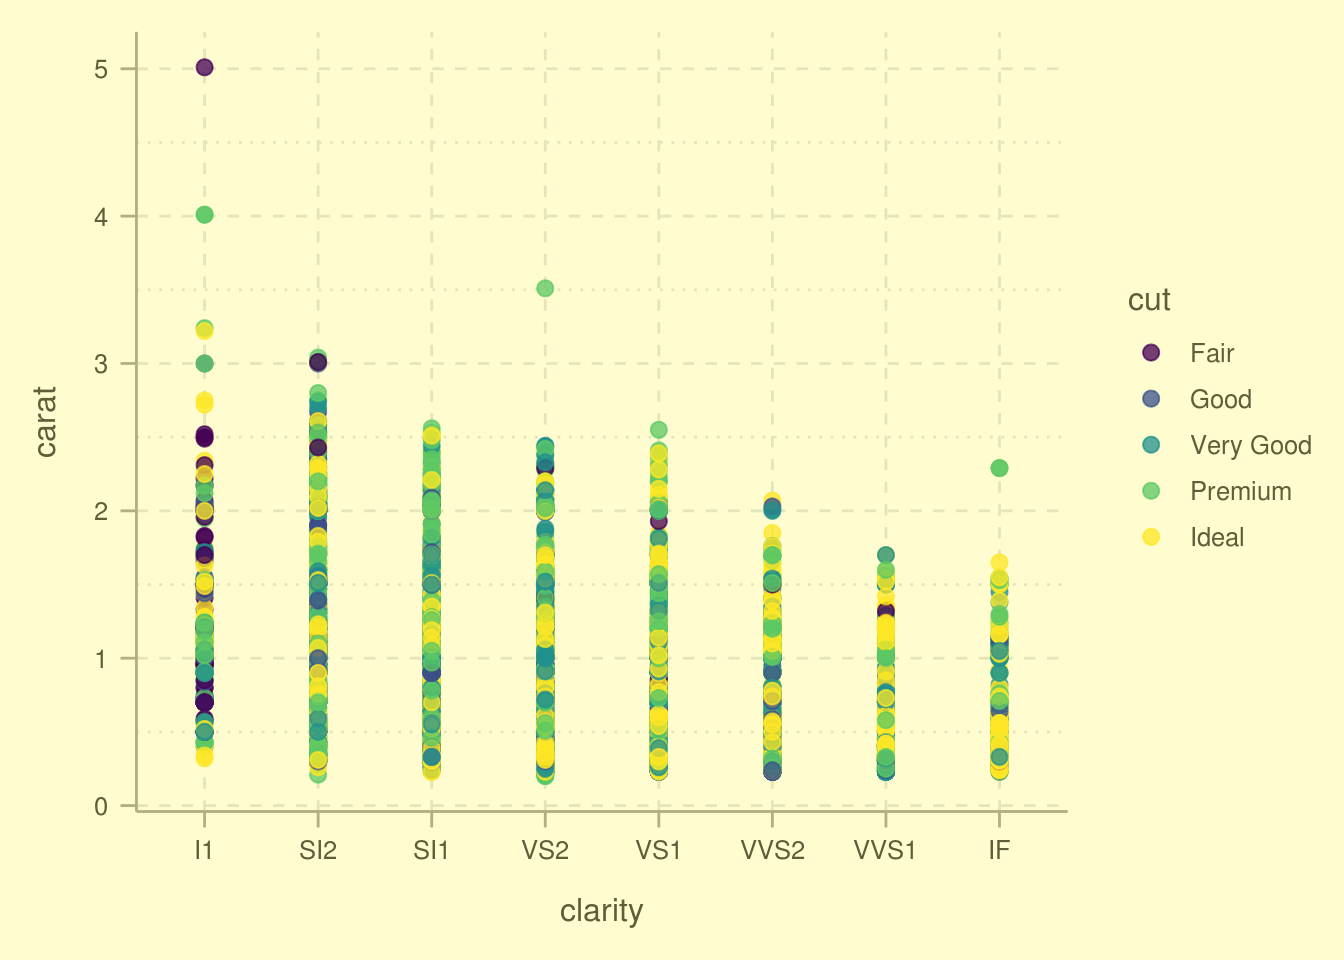 5
4
3
2
1
0
carat
I1 SI2 SI1 VS2 VS1 VVS2 VVS1 IF
clarity
cut
Fair
Good
Very Good
Premium
Ideal